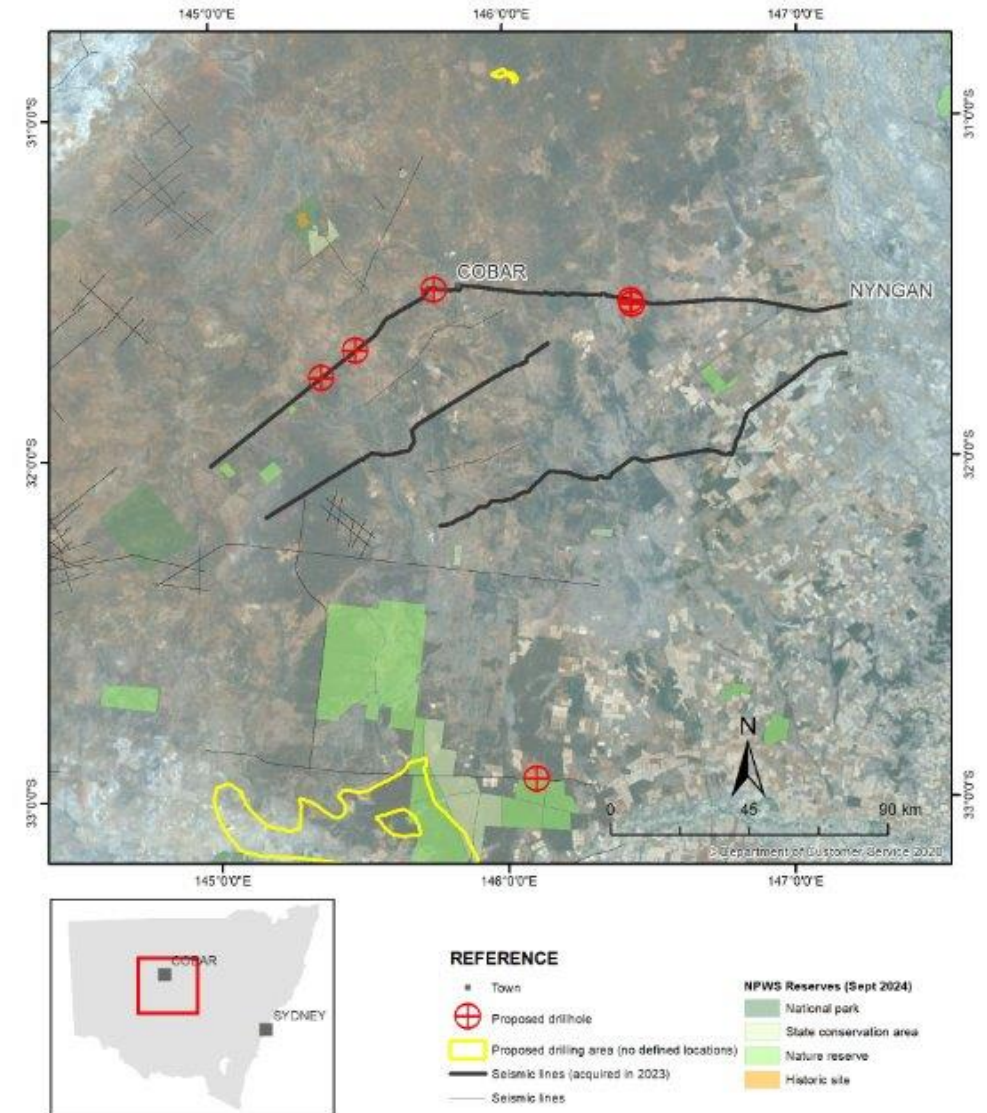 145°0'0"E 146°0'0"E 147°0'0"E
31°0'0"S 31°0'0"S
COBAR
NYNGAN
32°0'0"S 32°0'0"S
N
33°0'0"S 33°0'0"S
0 45 90 km
© Department of Customer Service 2020
145°0'0"E 146°0'0"E 147°0'0"E
COBAR
SYDNEY
REFERENCE
Town
Proposed drillhole
Proposed drilling area (no defined locations)
Seismic lines (acquired in 2023)
Seismic lines
NPWS Reserves (Sept 2024)
National park
State conservation area
Nature reserve
Historic site